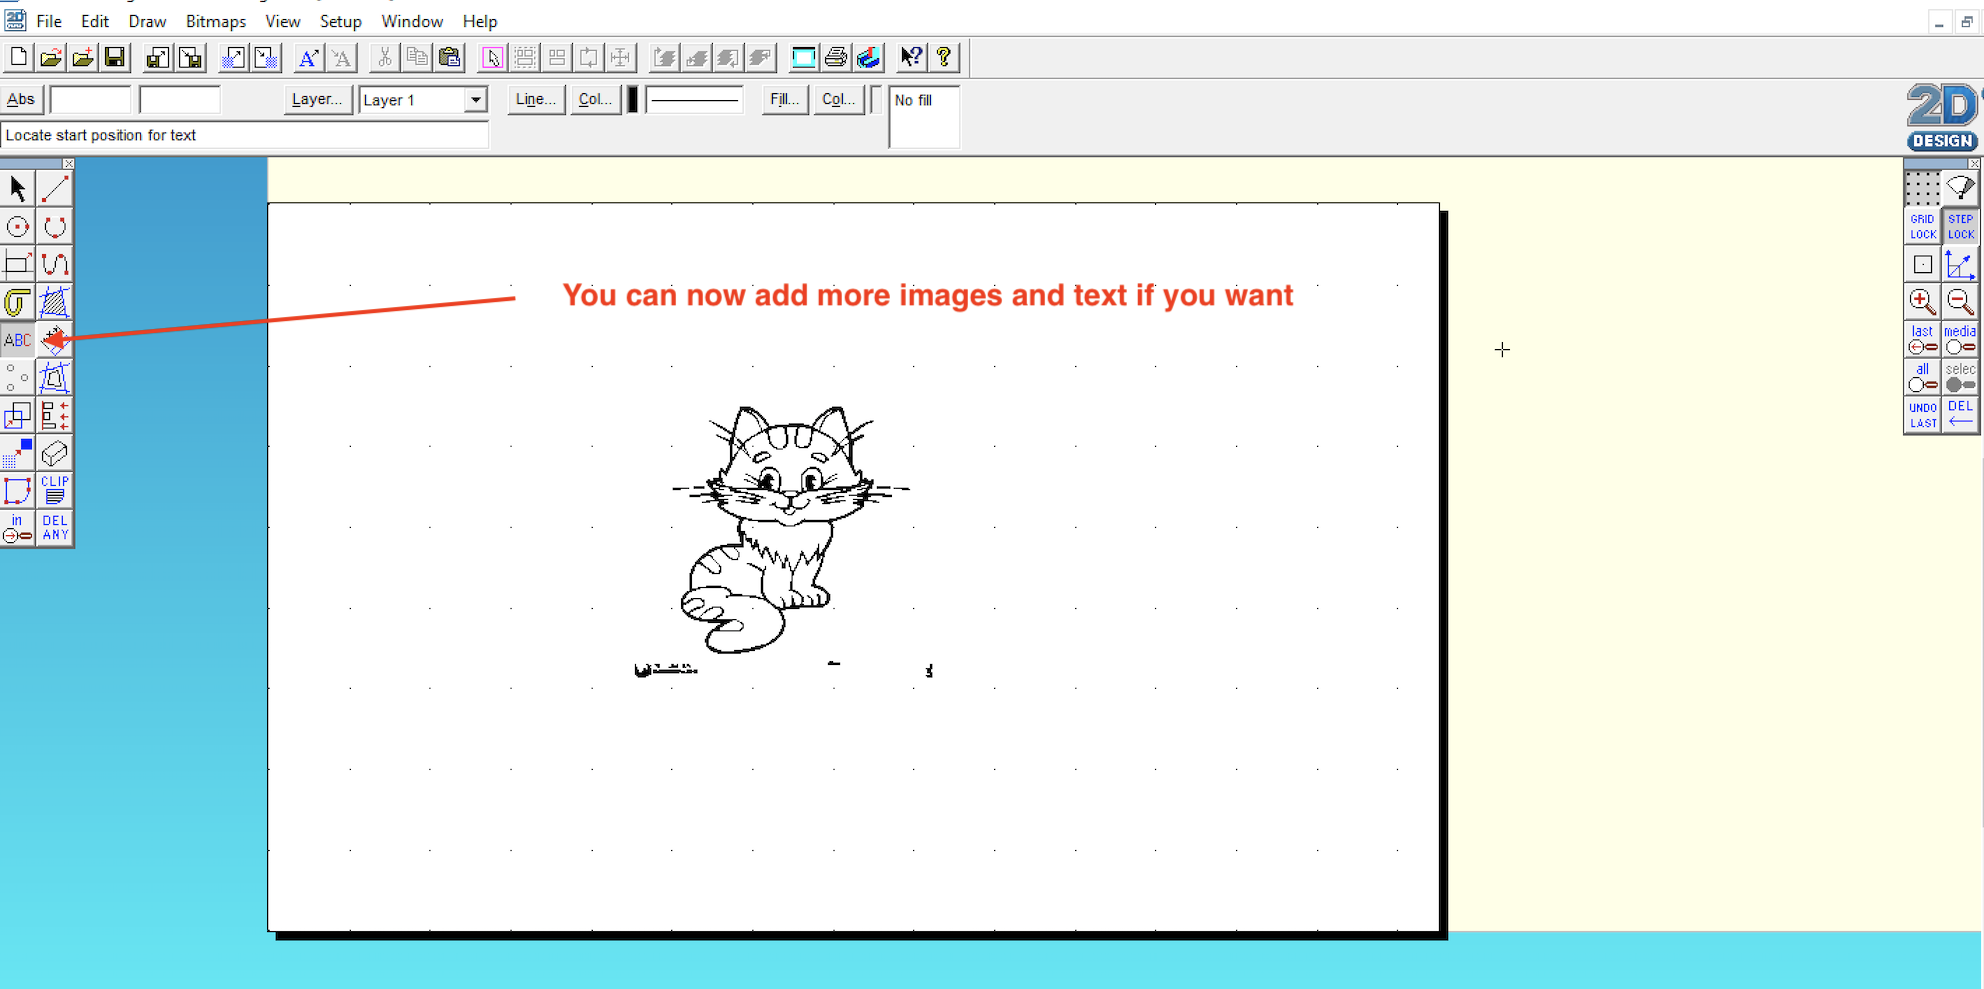 File Edit Draw Bitmaps View Setup Window Help
Abs Layer... Layer 1 Line... Col... Fill... Col... No fill
Locate start position for text
2D
DESIGN
GRID LOCK STEP LOCK
You can now add more images and text if you want
ABC
last media
all selec
UNDO LAST DEL
CLIP
in DEL ANY